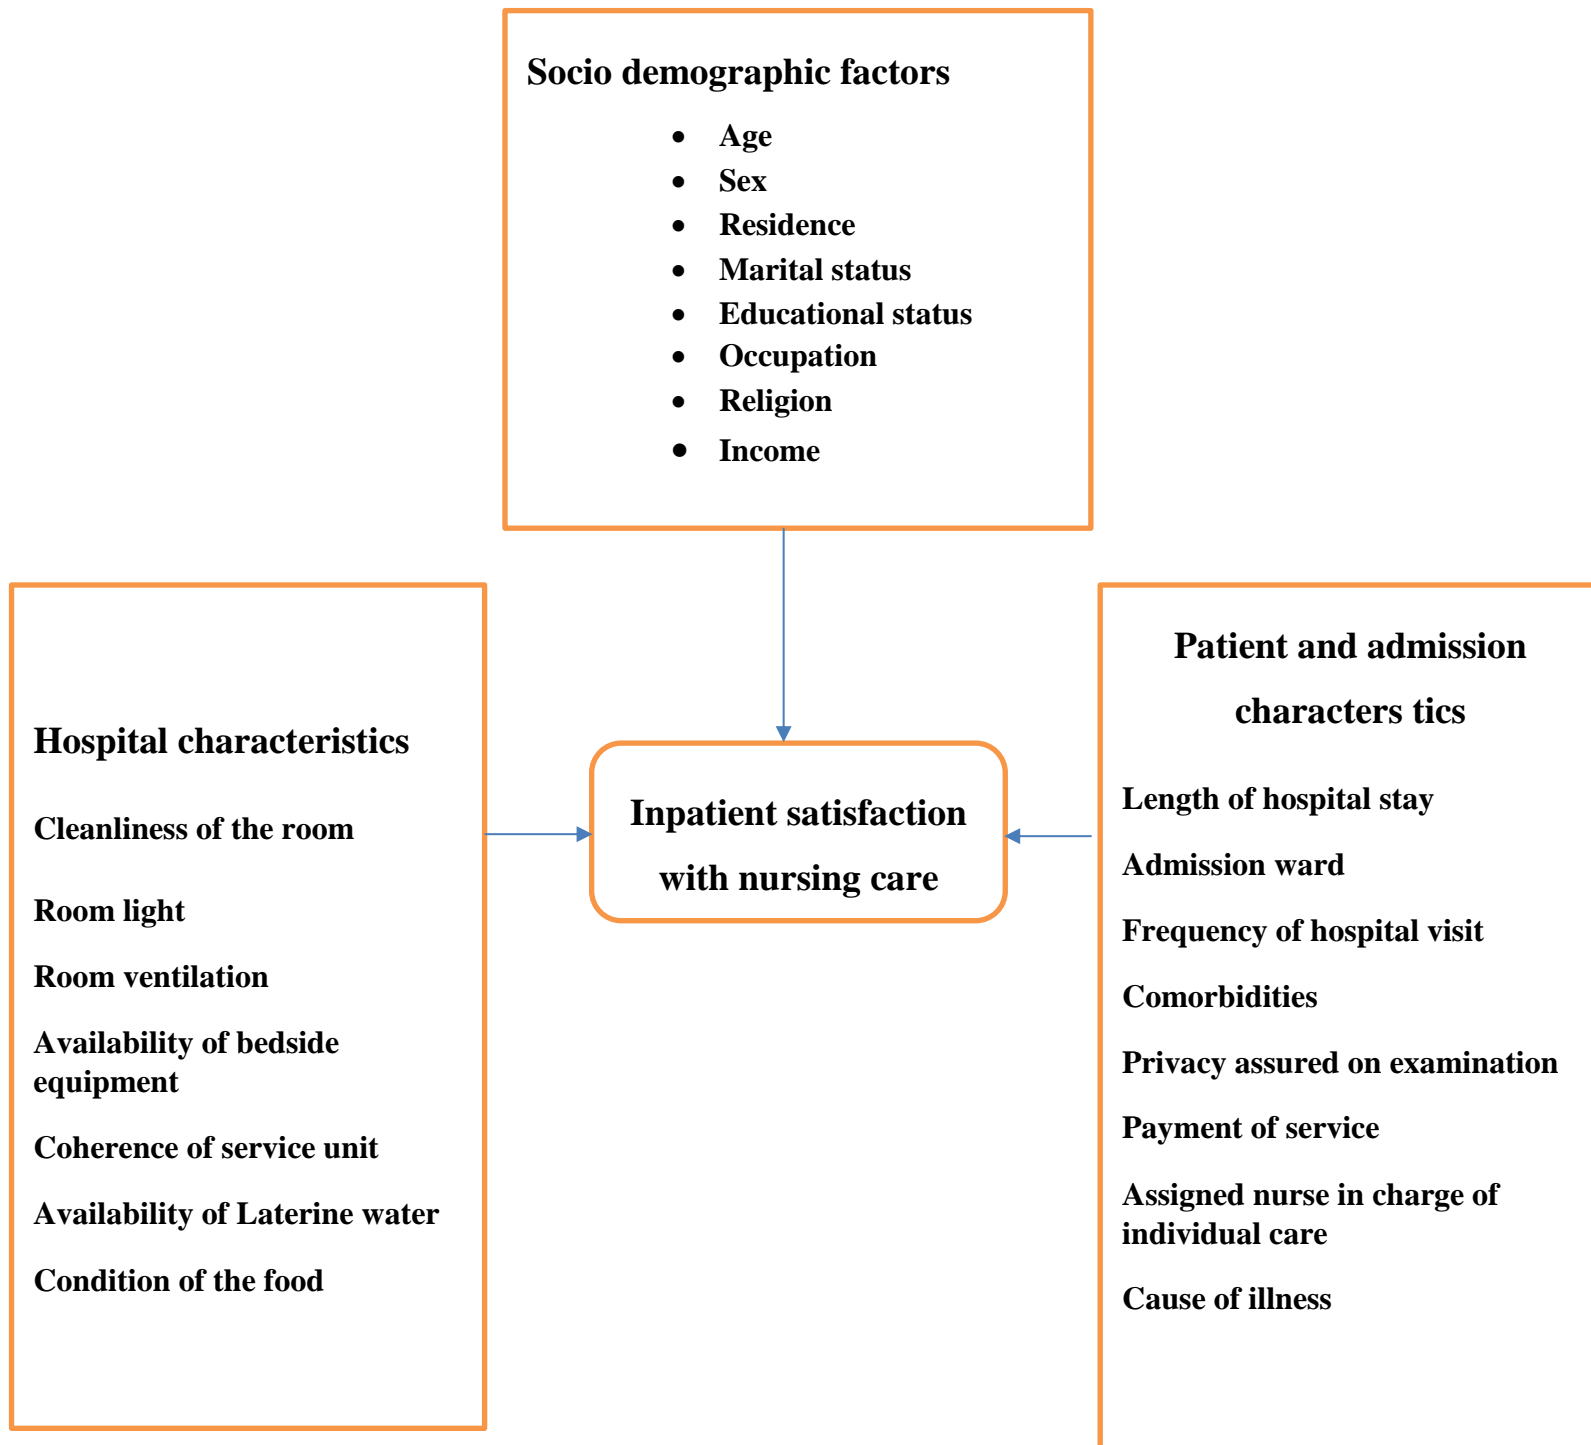 Socio demographic factors
• Age
• Sex
• Residence
• Marital status
• Educational status
• Occupation
• Religion
• Income
Hospital characteristics
Cleanliness of the room
Room light
Room ventilation
Availability of bedside
equipment
Coherence of service unit
Availability of Laterine water
Condition of the food
Inpatient satisfaction
with nursing care
Patient and admission
characters tics
Length of hospital stay
Admission ward
Frequency of hospital visit
Comorbidities
Privacy assured on examination
Payment of service
Assigned nurse in charge of
individual care
Cause of illness